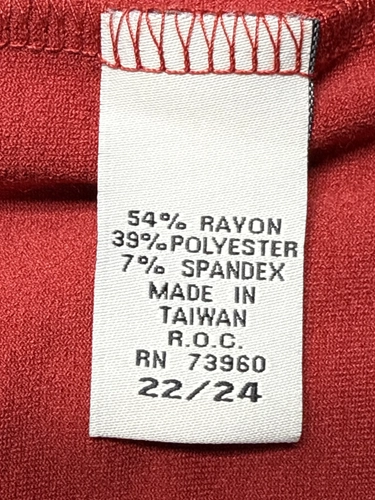 54% RAYON
39% POLYESTER
7% SPANDEX
MADE IN
TAIWAN
R.O.C.
RN 73960
22/24